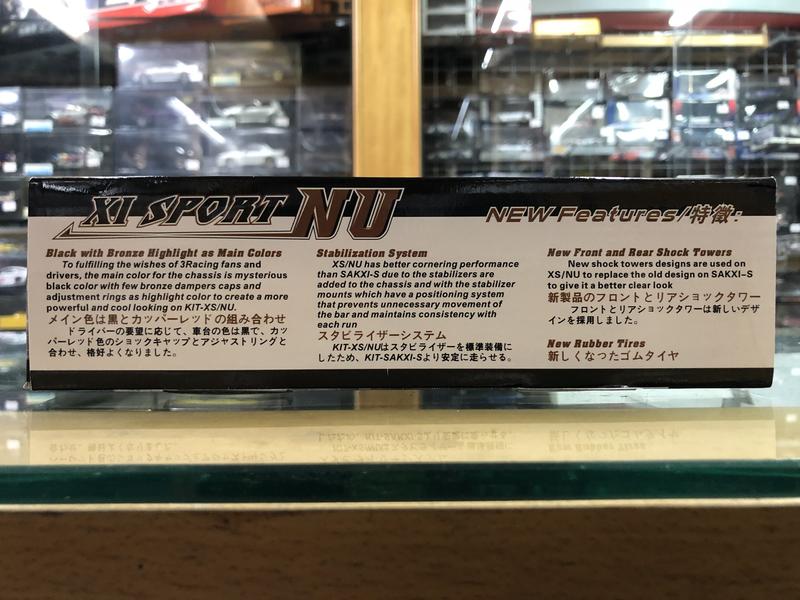 XI SPORT NU
NEW Features/特徵:
Black with Bronze Highlight as Main Colors
To fulfilling the wishes of 3Racing fans and
drivers, the main color for the chassis is mysterious
black color with few bronze dampers caps and
adjustment rings as highlight color to create a more
powerful and cool looking on KIT-XS/NU.
メイン色は黒とカッパーレッドの組み合わせ
ドライバーの要望に応じて、車台の色は黒で、カッ
パーレッド色のショックキャップとアジャストリングと
合わせ、格好よくなりました。
Stabilization System
XS/NU has better cornering performance
than SAKXI-S due to the stabilizers are
added to the chassis and with the stabilizer
mounts which have a positioning system
that prevents unnecessary movement of
the bar and maintains consistency with
each run
スタビライザーシステム
KIT-XS/NUはスタビライザーを標準装備に
したため、KIT-SAKXI-Sより安定に走らせる。
New Front and Rear Shock Towers
New shock towers designs are used on
XS/NU to replace the old design on SAKXI-S
to give it a better clear look
新製品のフロントとリアショックタワー
フロントとリアショックタワーは新しいデザ
インを採用しました。
New Rubber Tires
新しくなったゴムタイヤ